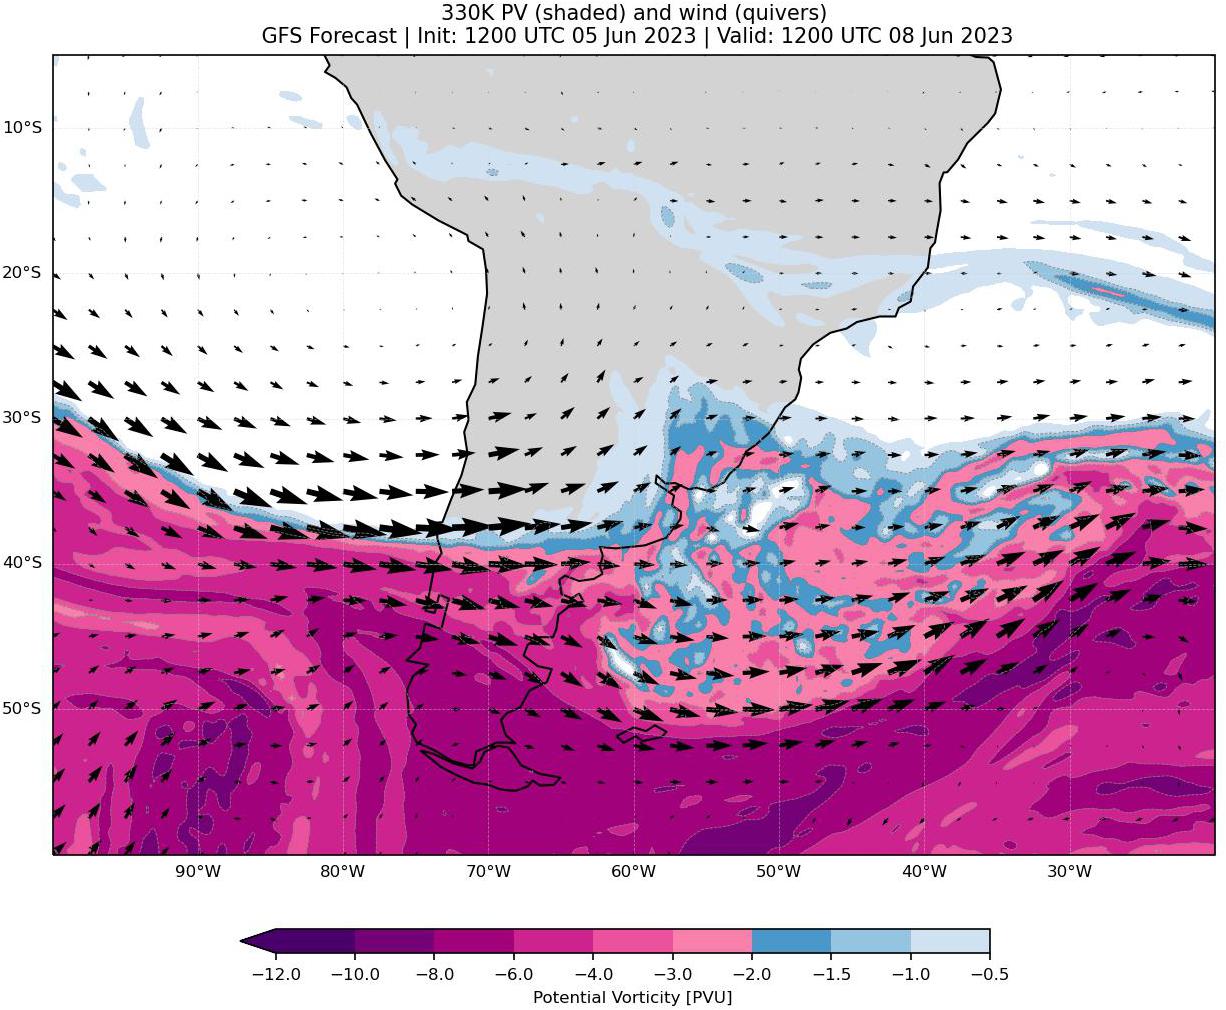 330K PV (shaded) and wind (quivers)
GFS Forecast | Init: 1200 UTC 05 Jun 2023 | Valid: 1200 UTC 08 Jun 2023
10°S
20°S
30°S
40°S
50°S
90°W 80°W 70°W 60°W 50°W 40°W 30°W
−12.0 −10.0 −8.0 −6.0 −4.0 −3.0 −2.0 −1.5 −1.0 −0.5
Potential Vorticity [PVU]